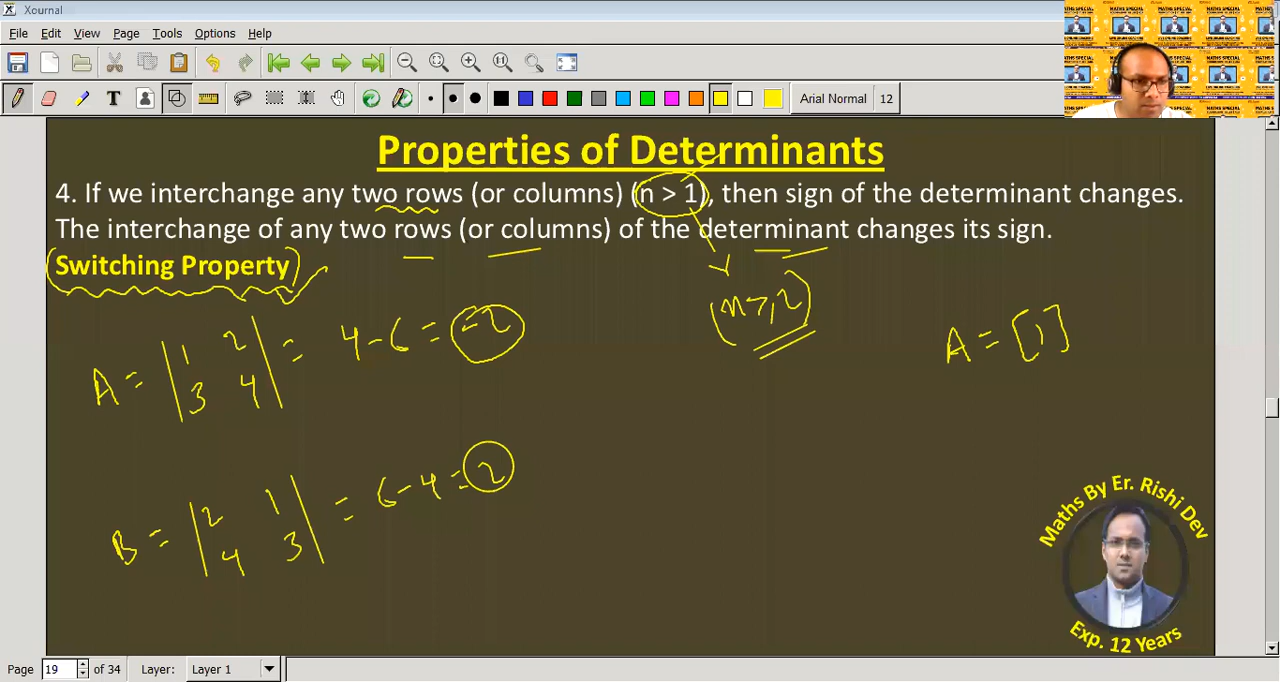 Xournal
File Edit View Page Tools Options Help
Arial Normal 12
Properties of Determinants
4. If we interchange any two rows (or columns) (n > 1), then sign of the determinant changes.
The interchange of any two rows (or columns) of the determinant changes its sign.
Switching Property
(n ≥ 2)
A = | 1 2 | = 4 - 6 = -2
| 3 4 |
A = [1]
B = | 2 1 | = 6 - 4 = 2
| 4 3 |
Maths By Er. Rishi Dev
Exp. 12 Years
Page 19 of 34 Layer: Layer 1